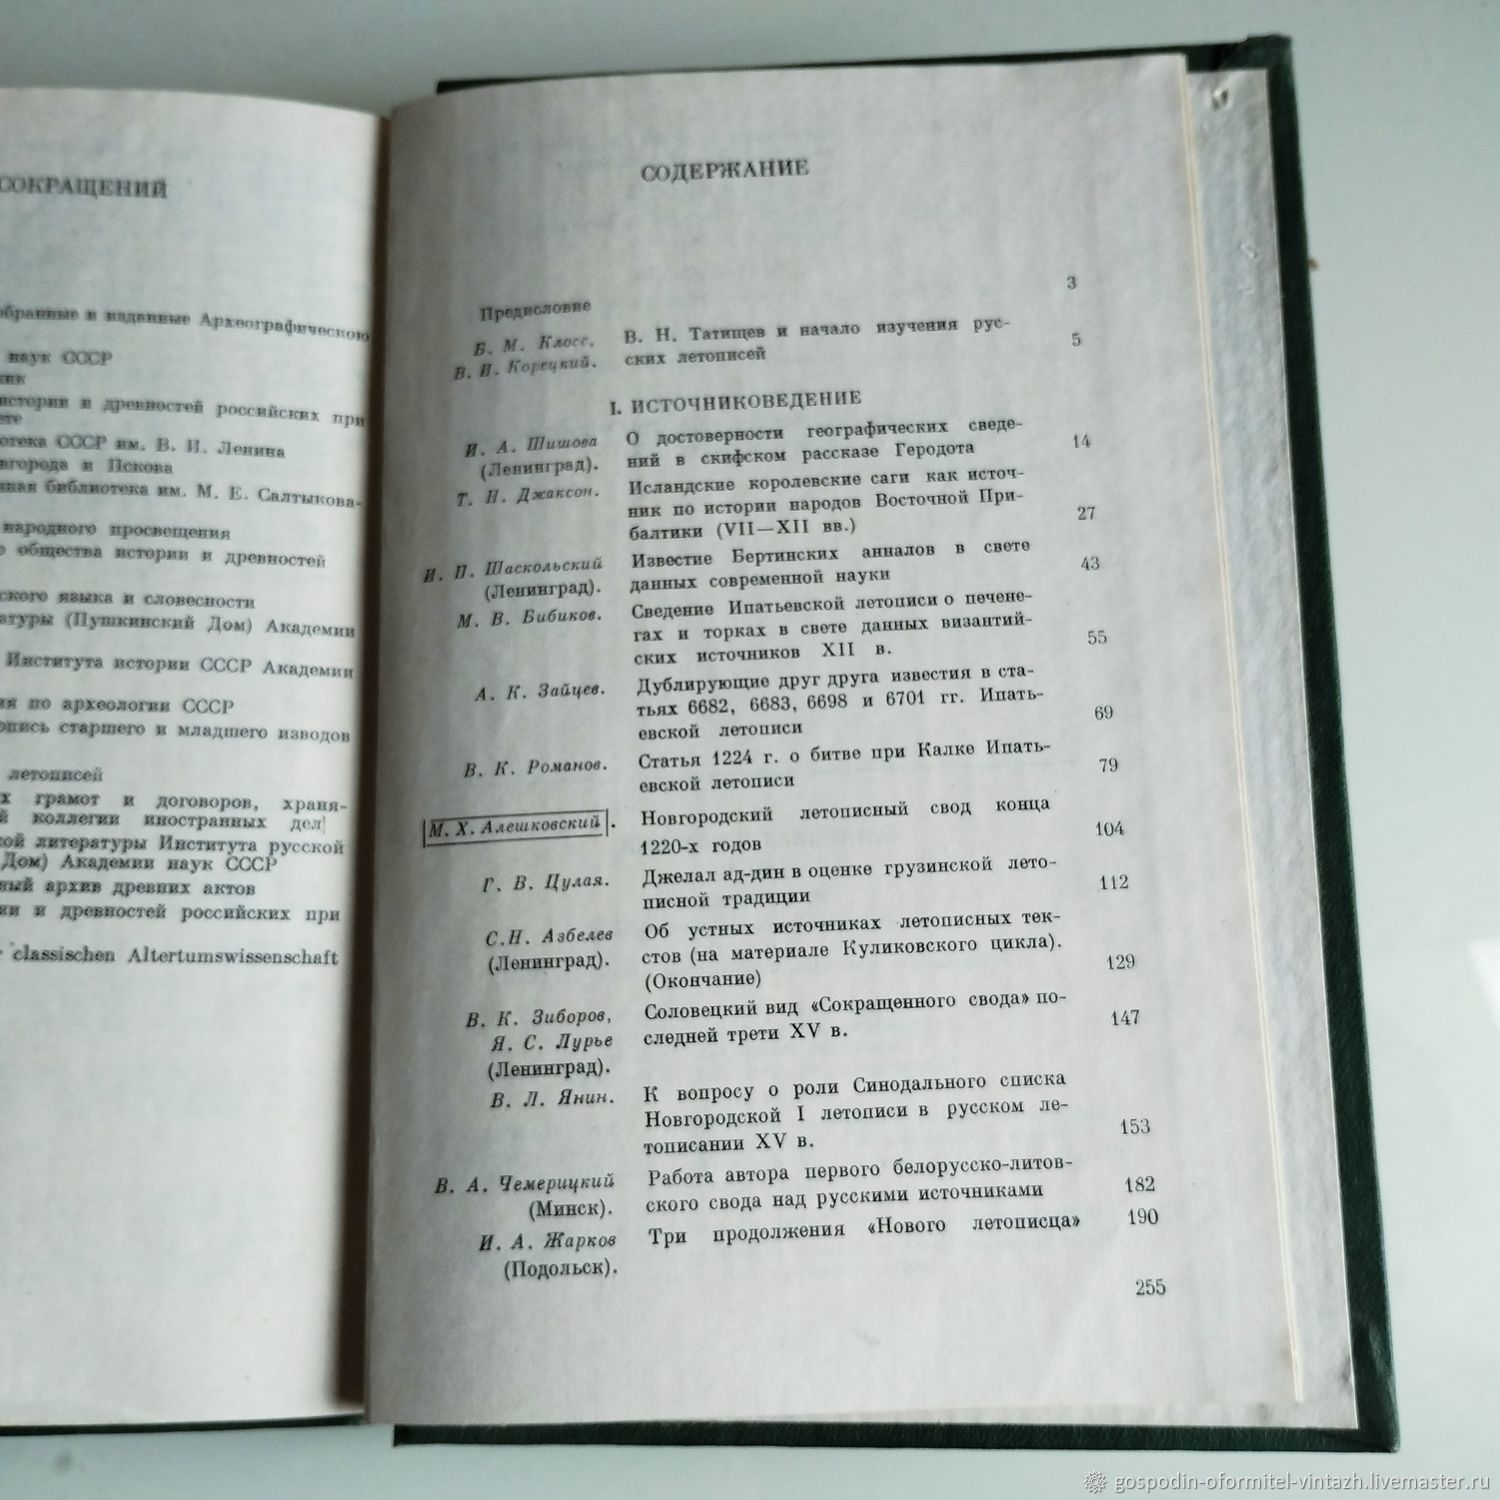 СОКРАЩЕНИЙ
обранные и изданные Археографическою
наук СССР
истории и древностей российских при
отека СССР им. В. И. Ленина
вгорода и Пскова
ная библиотека им. М. Е. Салтыкова-
народного просвещения
о общества истории и древностей
ского языка и словесности
атуры (Пушкинский Дом) Академии
Института истории СССР Академии
ия по археологии СССР
опись старшего и младшего изводов
летописей
х грамот и договоров, храня-
й коллегии иностранных дел
кой литературы Института русской
Дом) Академии наук СССР
ный архив древних актов
ии и древностей российских при
classischen Altertumswissenschaft
СОДЕРЖАНИЕ
Предисловие 3
Б. М. Клосс, В. Н. Татищев и начало изучения рус-
В. И. Корецкий. ских летописей 5
I. ИСТОЧНИКОВЕДЕНИЕ
И. А. Шишова О достоверности географических сведе-
(Ленинград). ний в скифском рассказе Геродота 14
Т. Н. Джаксон. Исландские королевские саги как источ-
ник по истории народов Восточной При-
балтики (VII—XII вв.) 27
И. П. Шаскольский Известие Бертинских анналов в свете
(Ленинград). данных современной науки 43
М. В. Бибиков. Сведение Ипатьевской летописи о печене-
гах и торках в свете данных византий-
ских источников XII в. 55
А. К. Зайцев. Дублирующие друг друга известия в ста-
тьях 6682, 6683, 6698 и 6701 гг. Ипать-
евской летописи 69
В. К. Романов. Статья 1224 г. о битве при Калке Ипать-
евской летописи 79
М. Х. Алешковский. Новгородский летописный свод конца
1220-х годов 104
Г. В. Цулая. Джелал ад-дин в оценке грузинской лето-
писной традиции 112
С.Н. Азбелев Об устных источниках летописных тек-
(Ленинград). стов (на материале Куликовского цикла).
(Окончание) 129
В. К. Зиборов, Соловецкий вид «Сокращенного свода» по-
Я. С. Лурье следней трети XV в. 147
(Ленинград).
В. Л. Янин. К вопросу о роли Синодального списка
Новгородской I летописи в русском ле-
тописании XV в. 153
В. А. Чемерицкий Работа автора первого белорусско-литов-
(Минск). ского свода над русскими источниками 182
И. А. Жарков Три продолжения «Нового летописца» 190
(Подольск).
255
gospodin-oformitel-vintazh.livemaster.ru